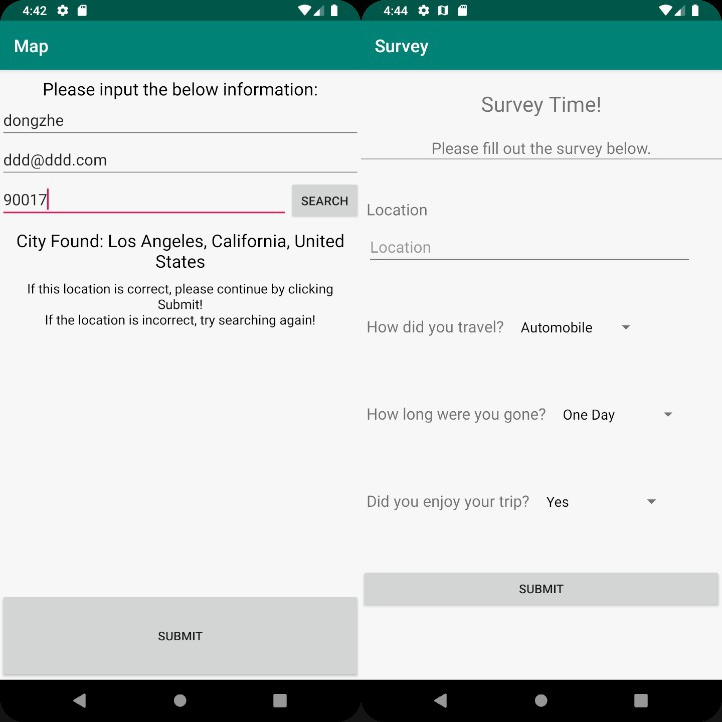 4:42
Map
Please input the below information:
dongzhe
ddd@ddd.com
90017
SEARCH
City Found: Los Angeles, California, United
States
If this location is correct, please continue by clicking
Submit!
If the location is incorrect, try searching again!
SUBMIT
4:44
Survey
Survey Time!
Please fill out the survey below.
Location
Location
How did you travel? Automobile
How long were you gone? One Day
Did you enjoy your trip? Yes
SUBMIT